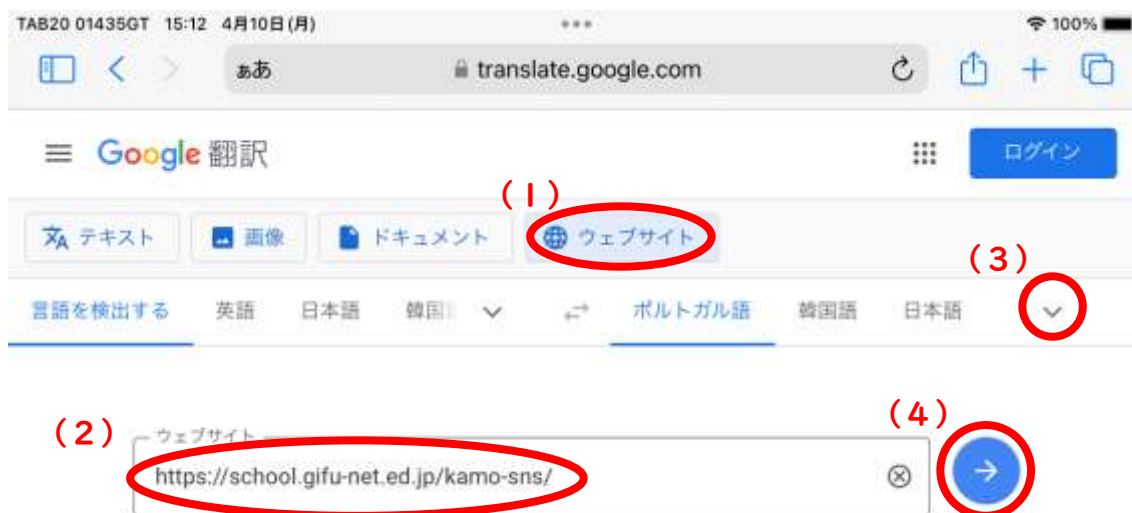 TAB20 01435GT 15:12 4月10日(月) 100%
ぁあ translate.google.com
Google 翻訳 ログイン
(1)
テキスト 画像 ドキュメント ウェブサイト
(3)
言語を検出する 英語 日本語 韓国 ポルトガル語 韓国語 日本語
(4)
(2) ウェブサイト
https://school.gifu-net.ed.jp/kamo-sns/